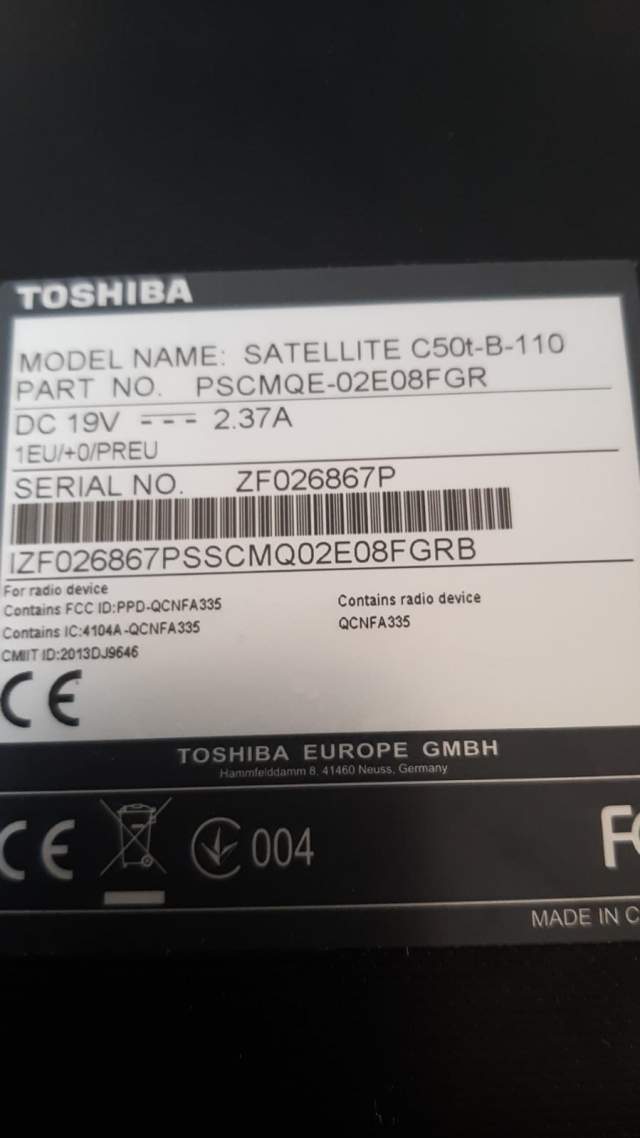 TOSHIBA
MODEL NAME: SATELLITE C50t-B-110
PART NO. PSCMQE-02E08FGR
DC 19V 2.37A
1EU/+0/PREU
SERIAL NO. ZF026867P
IZF026867PSSCMQ02E08FGRB
For radio device
Contains FCC ID:PPD-QCNFA335
Contains IC:4104A-QCNFA335
CMIIT ID:2013DJ9646
Contains radio device
QCNFA335
CE
TOSHIBA EUROPE GMBH
Hammfelddamm 8, 41460 Neuss, Germany
CE 004
MADE IN C